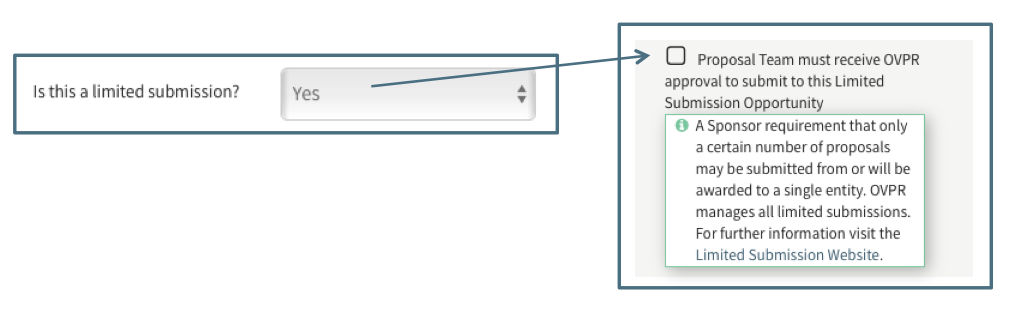 Is this a limited submission?
Yes
Proposal Team must receive OVPR
approval to submit to this Limited
Submission Opportunity
A Sponsor requirement that only
a certain number of proposals
may be submitted from or will be
awarded to a single entity. OVPR
manages all limited submissions.
For further information visit the
Limited Submission Website.